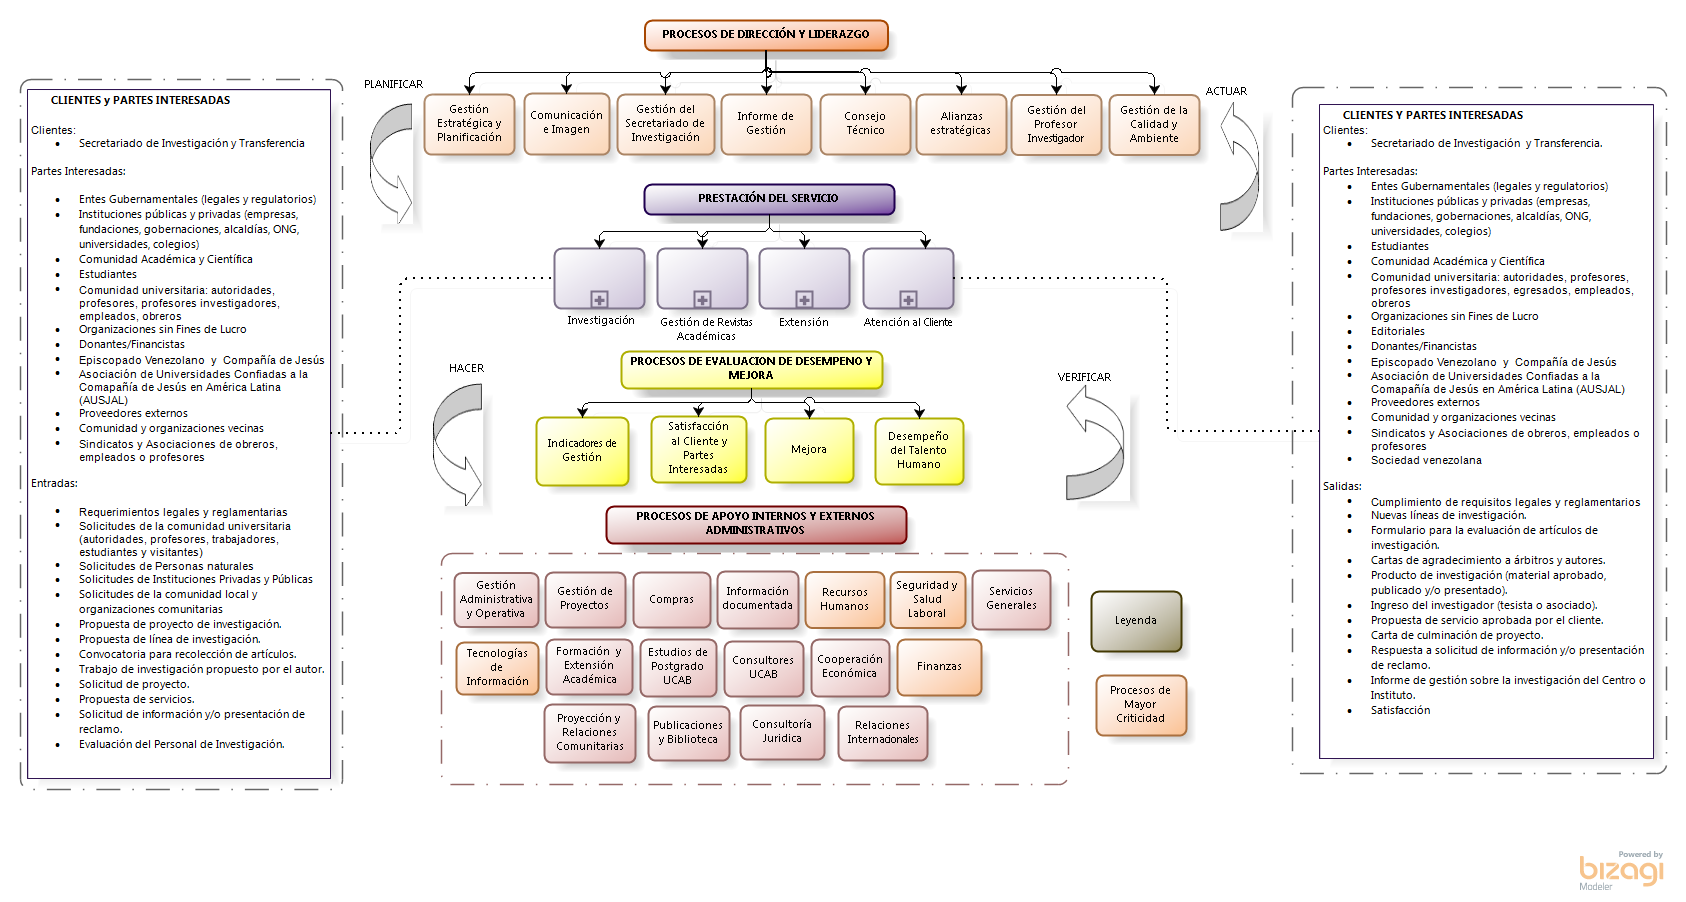 PROCESOS DE DIRECCIÓN Y LIDERAZGO
PLANIFICAR
ACTUAR
Gestión
Estratégica y
Planificación
Comunicación
e Imagen
Gestión del
Secretariado de
Investigación
Informe de
Gestión
Consejo
Técnico
Alianzas
estratégicas
Gestión del
Profesor
Investigador
Gestión de la
Calidad y
Ambiente
CLIENTES y PARTES INTERESADAS
Clientes:
• Secretariado de Investigación y Transferencia
Partes Interesadas:
• Entes Gubernamentales (legales y regulatorios)
• Instituciones públicas y privadas (empresas,
fundaciones, gobernaciones, alcaldías, ONG,
universidades, colegios)
• Comunidad Académica y Científica
• Estudiantes
• Comunidad universitaria: autoridades,
profesores, profesores investigadores,
empleados, obreros
• Organizaciones sin Fines de Lucro
• Donantes/Financistas
• Episcopado Venezolano y Compañía de Jesús
• Asociación de Universidades Confiadas a la
Comapañía de Jesús en América Latina
(AUSJAL)
• Proveedores externos
• Comunidad y organizaciones vecinas
• Sindicatos y Asociaciones de obreros,
empleados o profesores
Entradas:
• Requerimientos legales y reglamentarias
• Solicitudes de la comunidad universitaria
(autoridades, profesores, trabajadores,
estudiantes y visitantes)
• Solicitudes de Personas naturales
• Solicitudes de Instituciones Privadas y Públicas
• Solicitudes de la comunidad local y
organizaciones comunitarias
• Propuesta de proyecto de investigación.
• Propuesta de línea de investigación.
• Convocatoria para recolección de artículos.
• Trabajo de investigación propuesto por el autor.
• Solicitud de proyecto.
• Propuesta de servicios.
• Solicitud de información y/o presentación de
reclamo.
• Evaluación del Personal de Investigación.
PRESTACIÓN DEL SERVICIO
Investigación
Gestión de Revistas
Académicas
Extensión
Atención al Cliente
PROCESOS DE EVALUACION DE DESEMPEÑO Y
MEJORA
HACER
VERIFICAR
Indicadores de
Gestión
Satisfacción
al Cliente y
Partes
Interesadas
Mejora
Desempeño
del Talento
Humano
PROCESOS DE APOYO INTERNOS Y EXTERNOS
ADMINISTRATIVOS
Gestión
Administrativa
y Operativa
Gestión de
Proyectos
Compras
Información
documentada
Recursos
Humanos
Seguridad y
Salud
Laboral
Servicios
Generales
Tecnologías
de
Información
Formación y
Extensión
Académica
Estudios de
Postgrado
UCAB
Consultores
UCAB
Cooperación
Económica
Finanzas
Proyección y
Relaciones
Comunitarias
Publicaciones
y Biblioteca
Consultoría
Juridica
Relaciones
Internacionales
Leyenda
Procesos de
Mayor
Criticidad
CLIENTES Y PARTES INTERESADAS
Clientes:
• Secretariado de Investigación y Transferencia.
Partes Interesadas:
• Entes Gubernamentales (legales y regulatorios)
• Instituciones públicas y privadas (empresas,
fundaciones, gobernaciones, alcaldías, ONG,
universidades, colegios)
• Estudiantes
• Comunidad Académica y Científica
• Comunidad universitaria: autoridades, profesores,
profesores investigadores, egresados, empleados,
obreros
• Organizaciones sin Fines de Lucro
• Editoriales
• Donantes/Financistas
• Episcopado Venezolano y Compañía de Jesús
• Asociación de Universidades Confiadas a la
Comapañía de Jesús en América Latina (AUSJAL)
• Proveedores externos
• Comunidad y organizaciones vecinas
• Sindicatos y Asociaciones de obreros, empleados o
profesores
• Sociedad venezolana
Salidas:
• Cumplimiento de requisitos legales y reglamentarios
• Nuevas líneas de investigación.
• Formulario para la evaluación de artículos de
investigación.
• Cartas de agradecimiento a árbitros y autores.
• Producto de investigación (material aprobado,
publicado y/o presentado).
• Ingreso del investigador (tesista o asociado).
• Propuesta de servicio aprobada por el cliente.
• Carta de culminación de proyecto.
• Respuesta a solicitud de información y/o presentación
de reclamo.
• Informe de gestión sobre la investigación del Centro o
Instituto.
• Satisfacción
Powered by
bizagi
Modeler